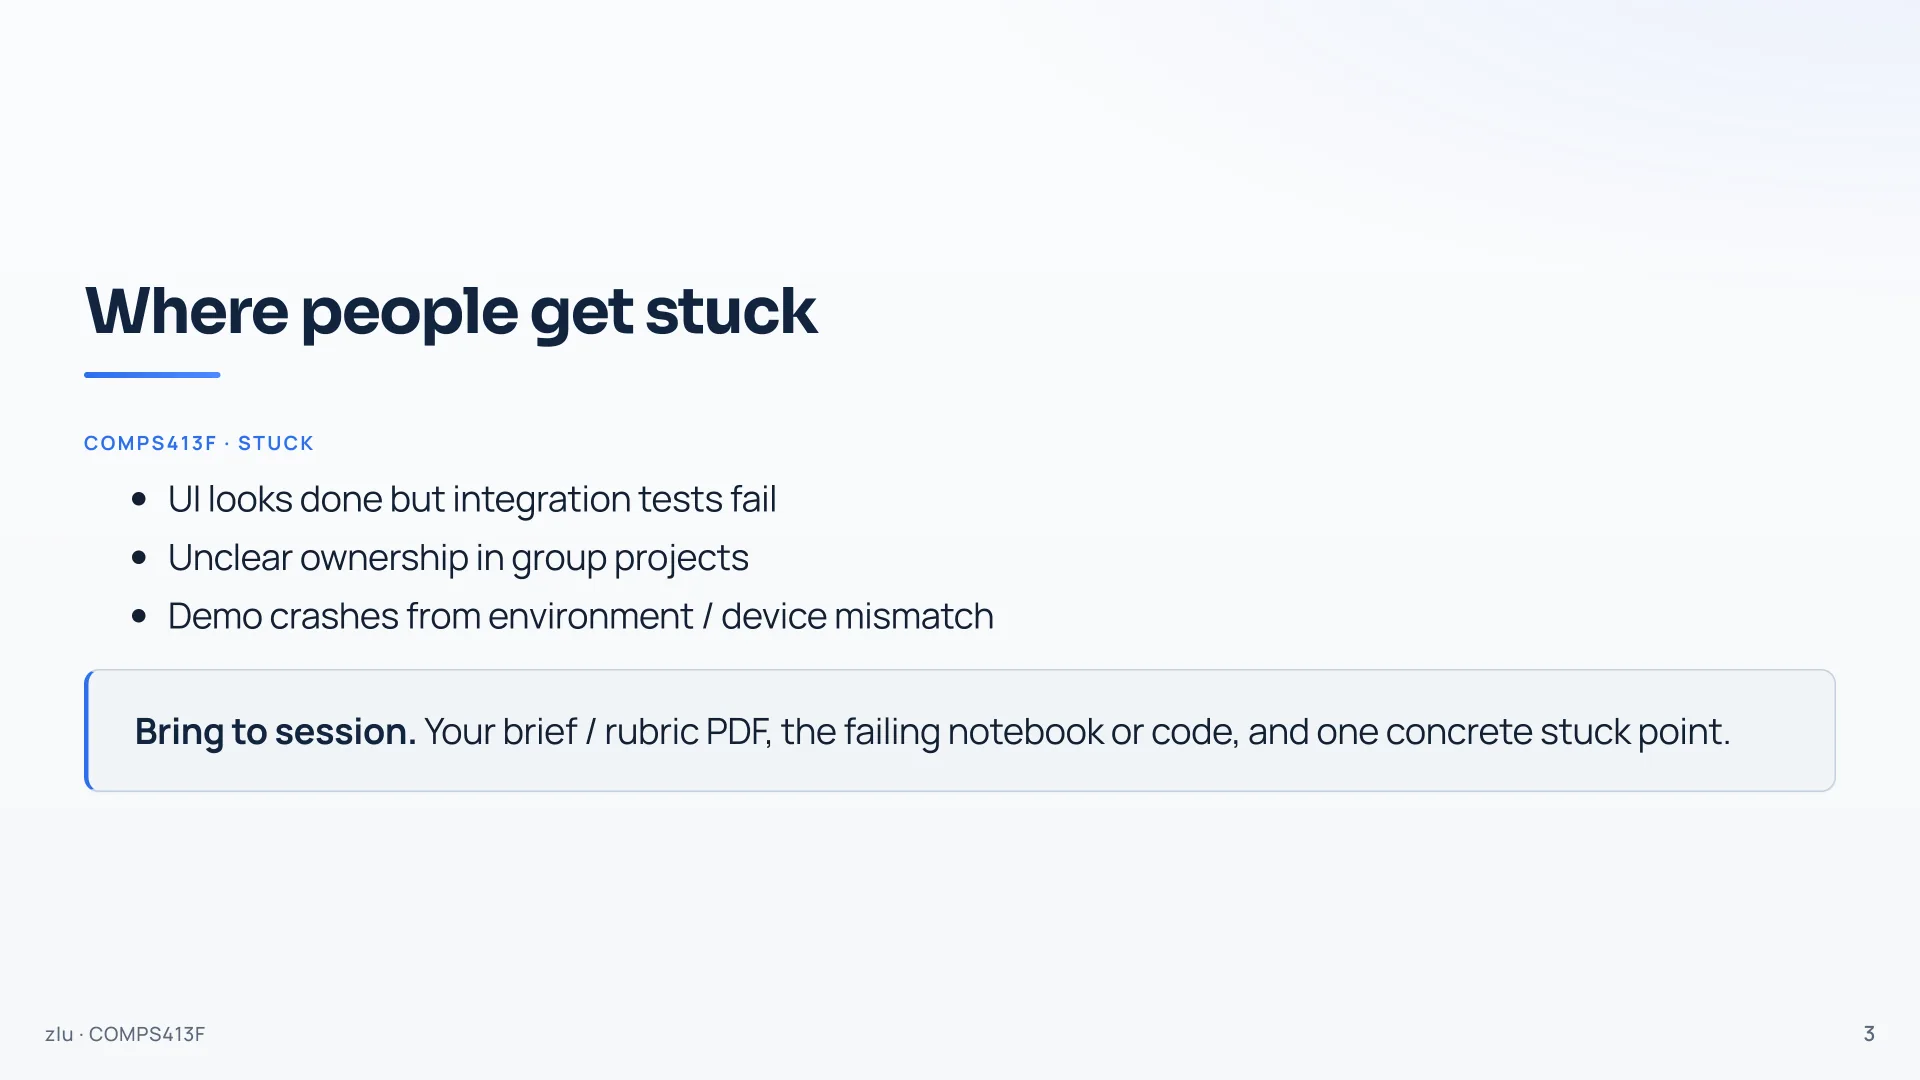 Where people get stuck
COMPS413F · STUCK
• UI looks done but integration tests fail
• Unclear ownership in group projects
• Demo crashes from environment / device mismatch
Bring to session. Your brief / rubric PDF, the failing notebook or code, and one concrete stuck point.
zlu · COMPS413F
3